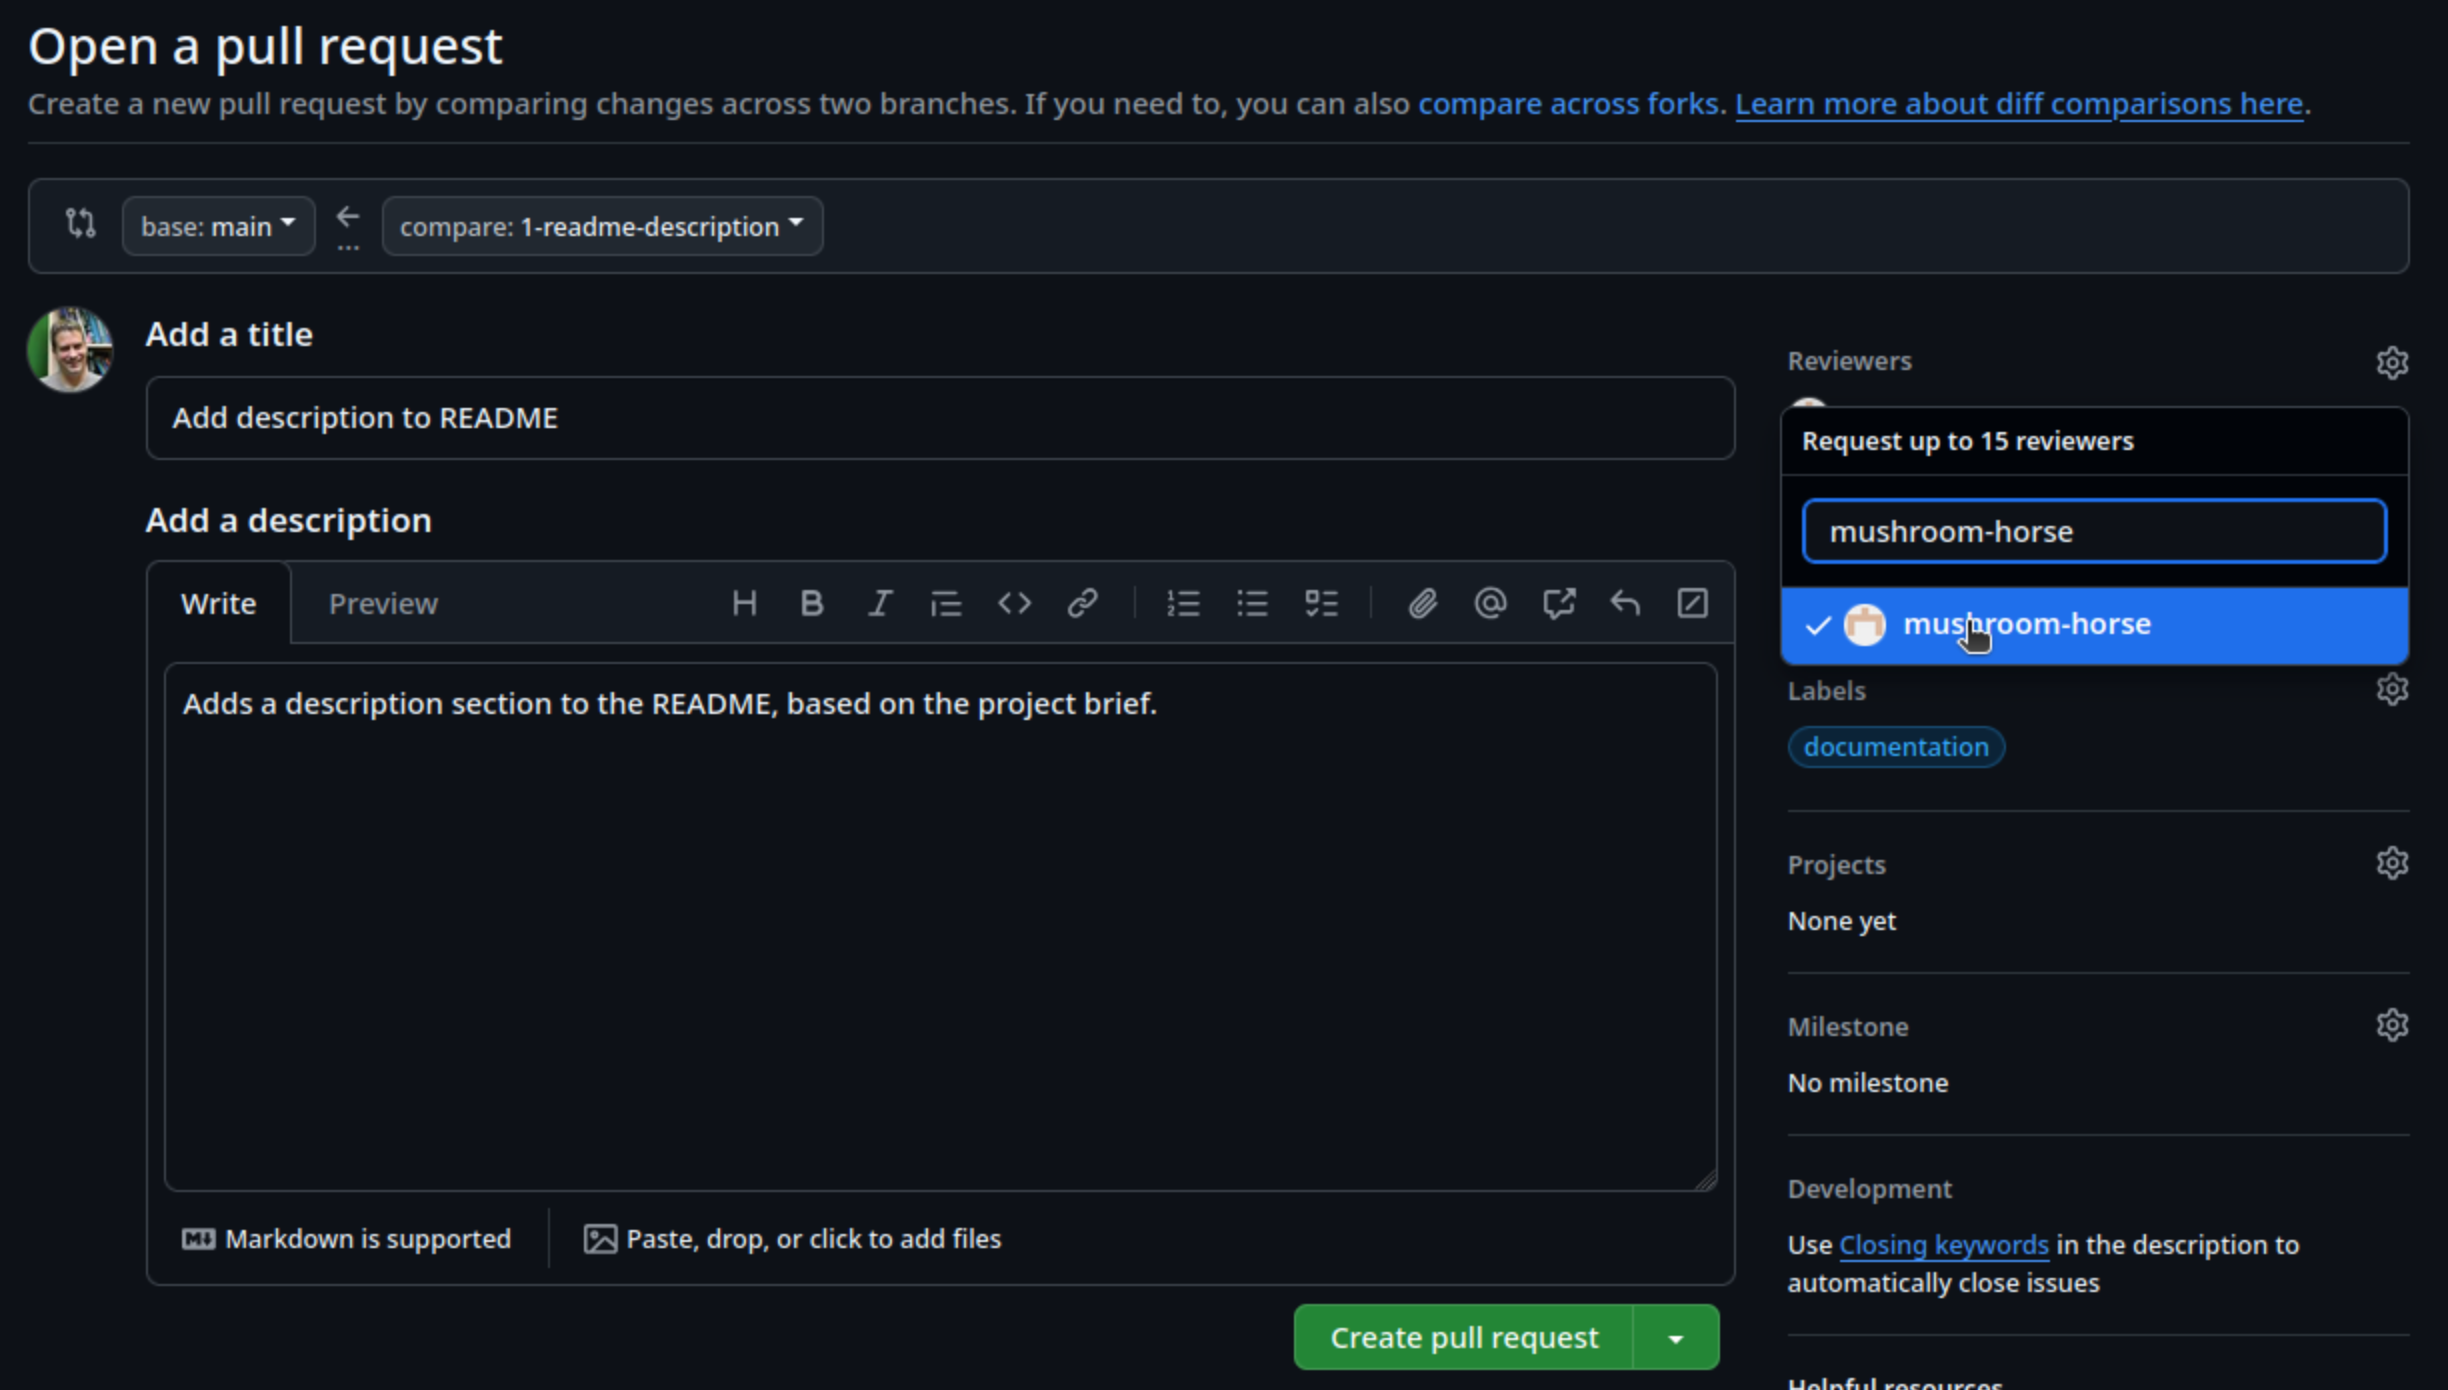 Open a pull request
Create a new pull request by comparing changes across two branches. If you need to, you can also compare across forks. Learn more about diff comparisons here.
base: main
compare: 1-readme-description
Add a title
Add description to README
Add a description
Write
Preview
Adds a description section to the README, based on the project brief.
Markdown is supported
Paste, drop, or click to add files
Create pull request
Reviewers
Request up to 15 reviewers
mushroom-horse
mushroom-horse
Labels
documentation
Projects
None yet
Milestone
No milestone
Development
Use Closing keywords in the description to
automatically close issues
Helpful resources